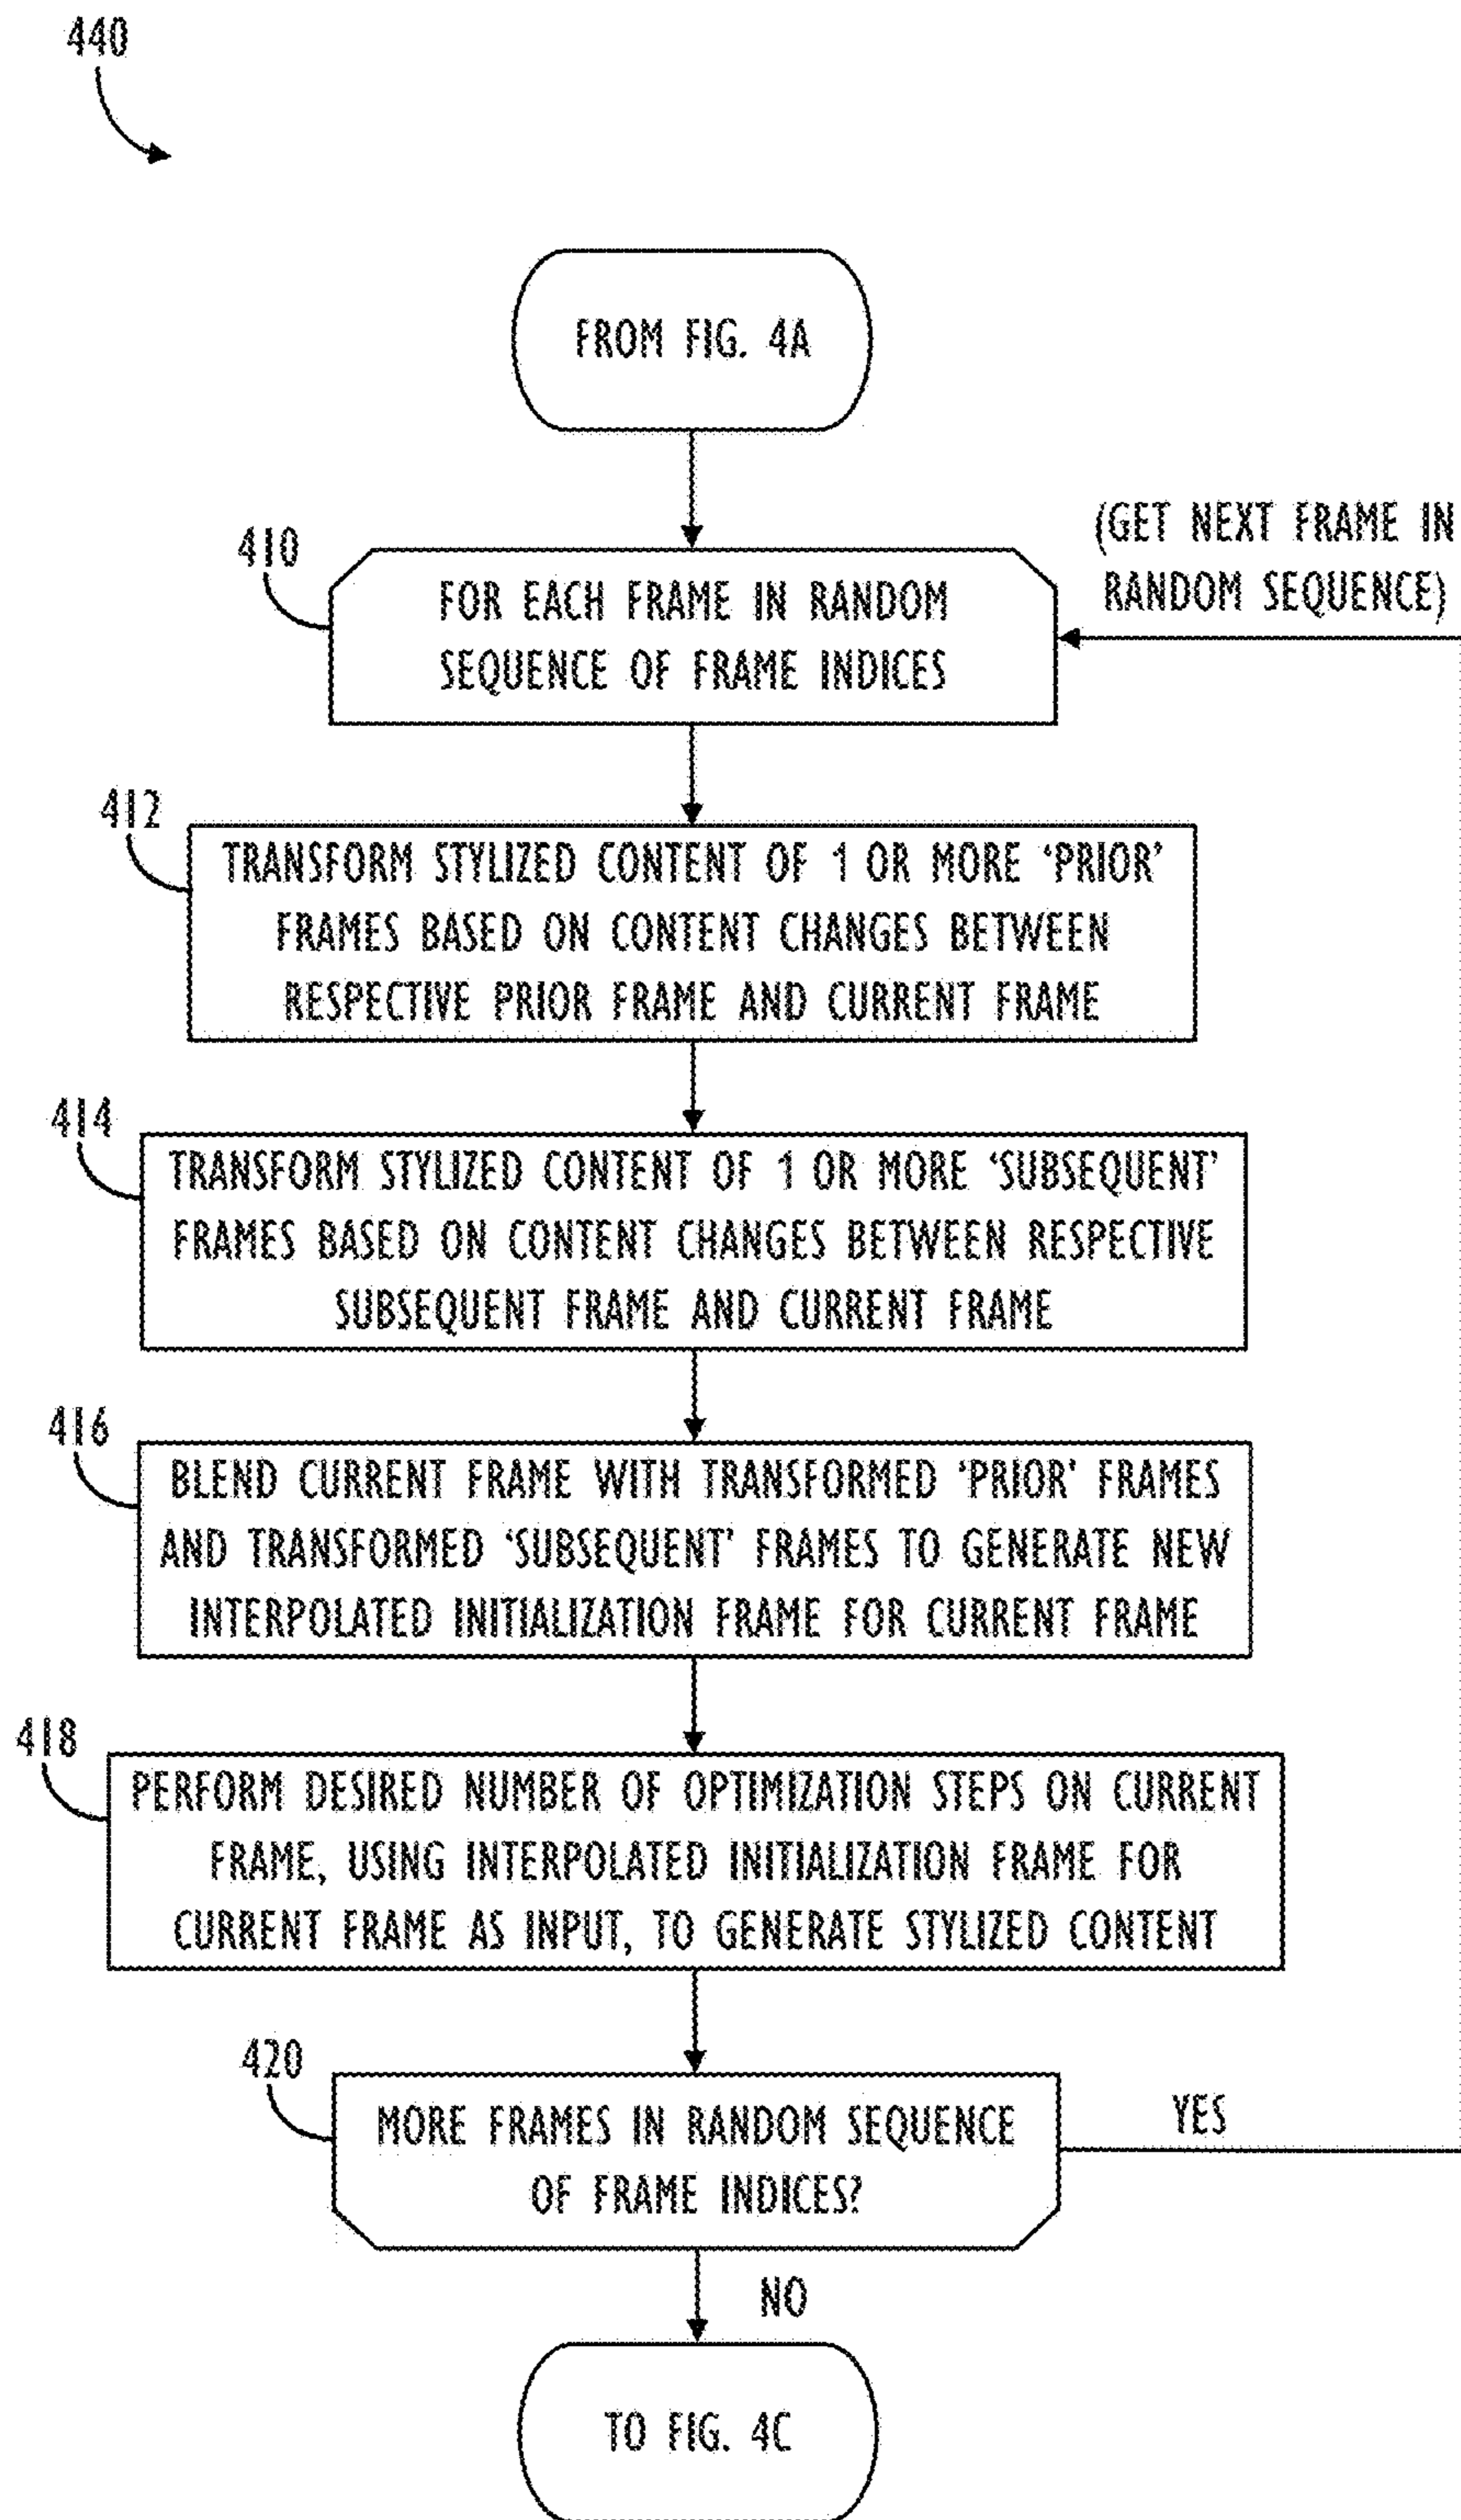 440
FROM FIG. 4A
410
FOR EACH FRAME IN RANDOM
SEQUENCE OF FRAME INDICES
(GET NEXT FRAME IN
RANDOM SEQUENCE)
412
TRANSFORM STYLIZED CONTENT OF 1 OR MORE ‘PRIOR’
FRAMES BASED ON CONTENT CHANGES BETWEEN
RESPECTIVE PRIOR FRAME AND CURRENT FRAME
414
TRANSFORM STYLIZED CONTENT OF 1 OR MORE ‘SUBSEQUENT’
FRAMES BASED ON CONTENT CHANGES BETWEEN RESPECTIVE
SUBSEQUENT FRAME AND CURRENT FRAME
416
BLEND CURRENT FRAME WITH TRANSFORMED ‘PRIOR’ FRAMES
AND TRANSFORMED ‘SUBSEQUENT’ FRAMES TO GENERATE NEW
INTERPOLATED INITIALIZATION FRAME FOR CURRENT FRAME
418
PERFORM DESIRED NUMBER OF OPTIMIZATION STEPS ON CURRENT
FRAME, USING INTERPOLATED INITIALIZATION FRAME FOR
CURRENT FRAME AS INPUT, TO GENERATE STYLIZED CONTENT
420
MORE FRAMES IN RANDOM SEQUENCE
OF FRAME INDICES?
YES
NO
TO FIG. 4C